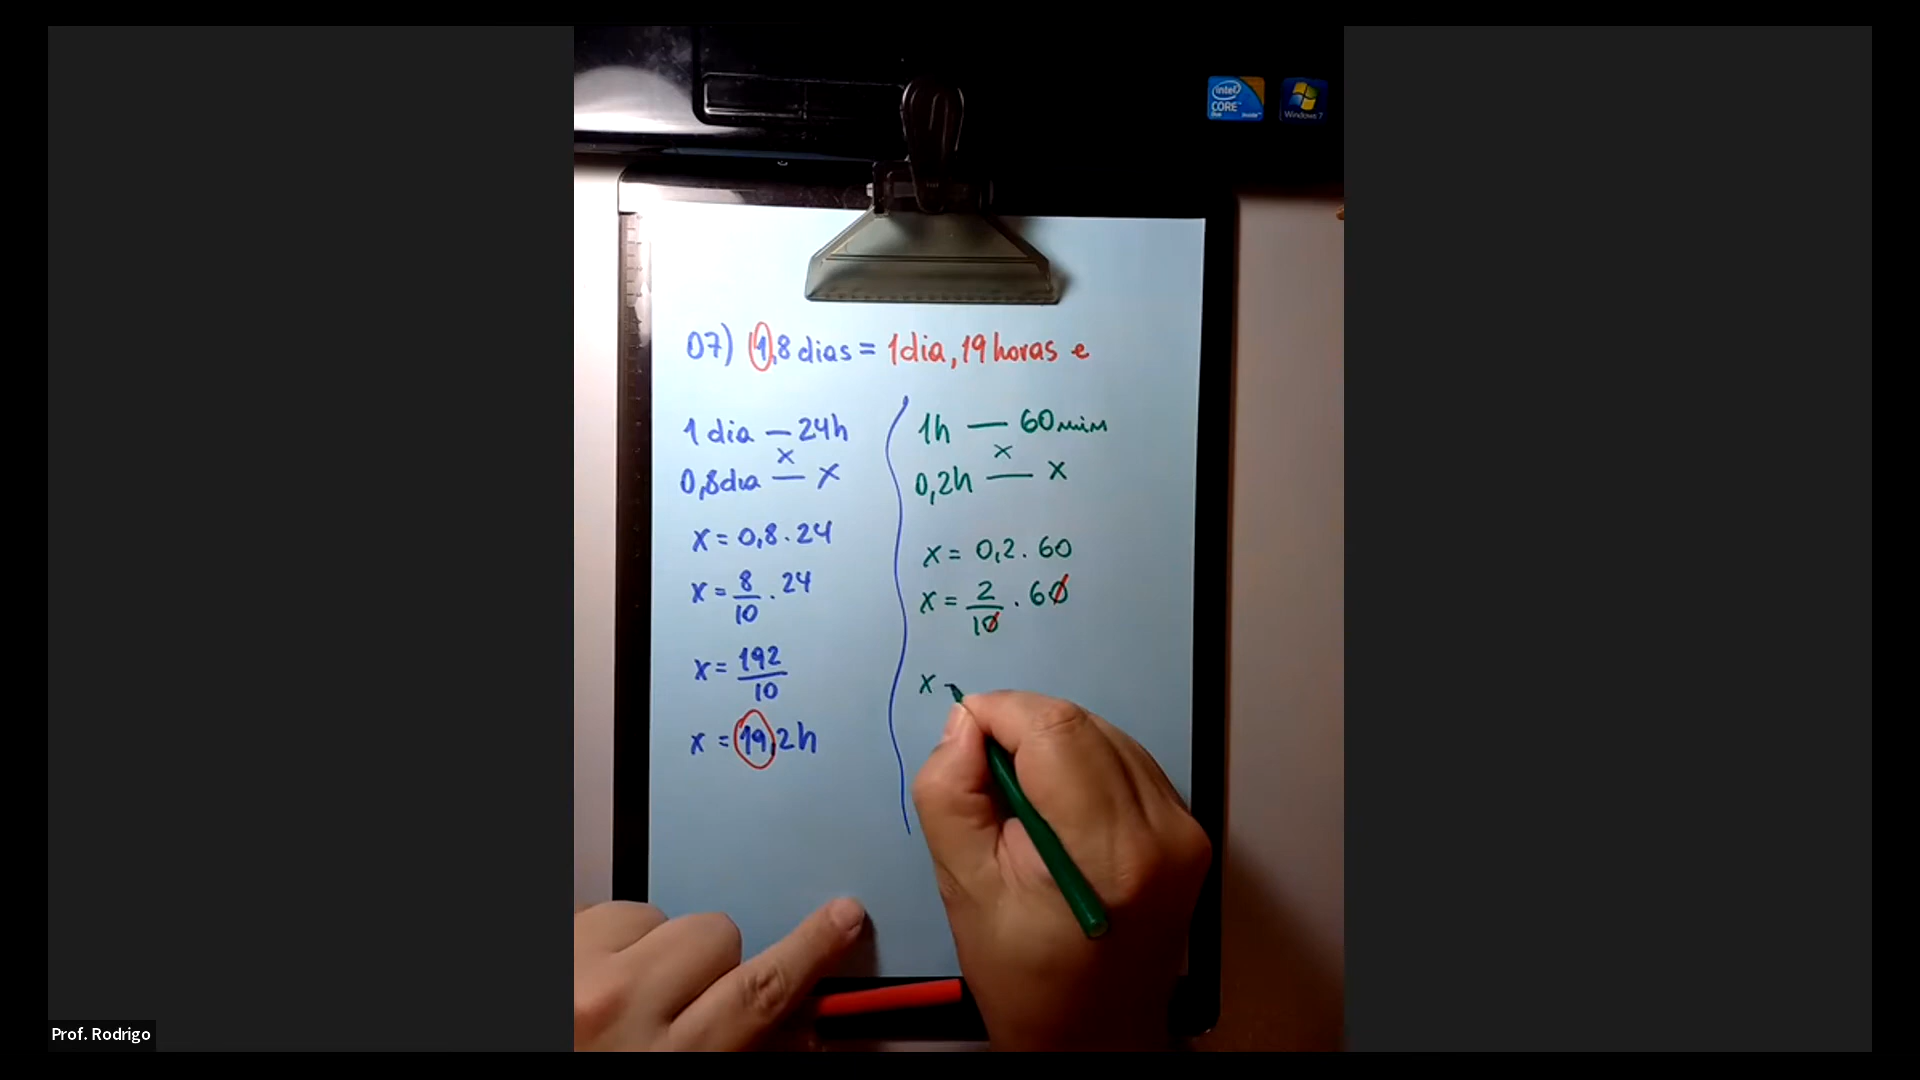 intel
CORE
Duo inside
Windows 7
07) 1,8 dias = 1 dia, 19 horas e
1 dia — 24h
x
0,8 dia — x
x = 0,8 . 24
x = 8/10 . 24
x = 192/10
x = 19,2h
1h — 60 min
x
0,2h — x
x = 0,2 . 60
x = 2/10 . 60
x -
Prof. Rodrigo